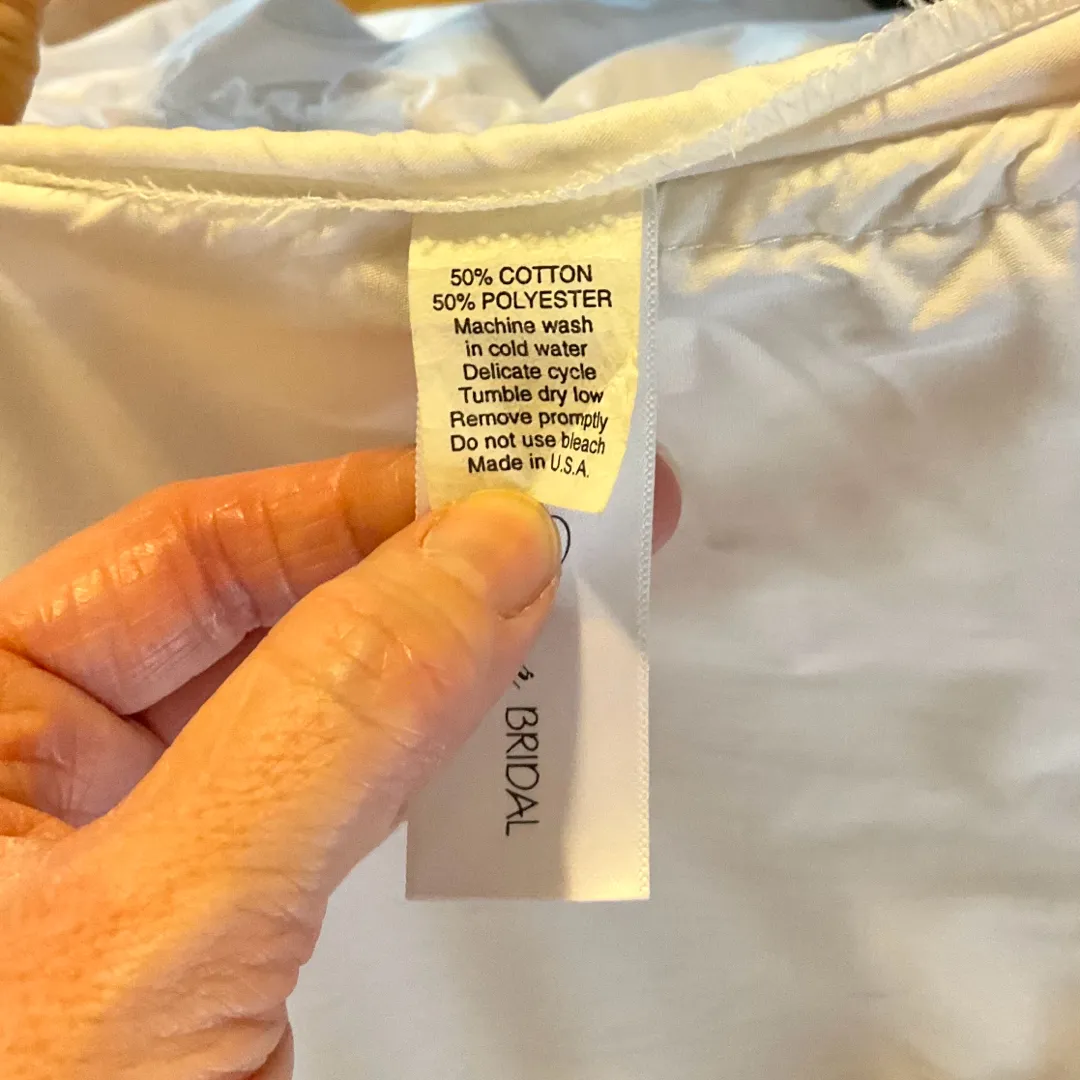 50% COTTON
50% POLYESTER
Machine wash
in cold water
Delicate cycle
Tumble dry low
Remove promptly
Do not use bleach
Made in U.S.A.
BRIDAL